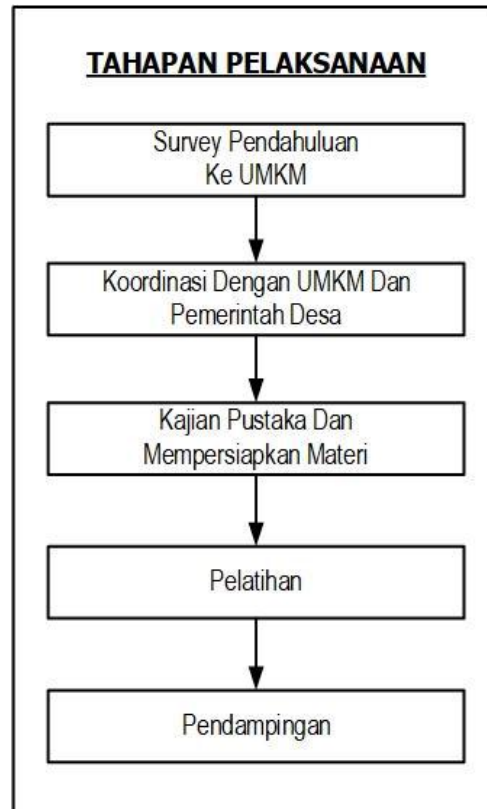 TAHAPAN PELAKSANAAN
Survey Pendahuluan
Ke UMKM
Koordinasi Dengan UMKM Dan
Pemerintah Desa
Kajian Pustaka Dan
Mempersiapkan Materi
Pelatihan
Pendampingan